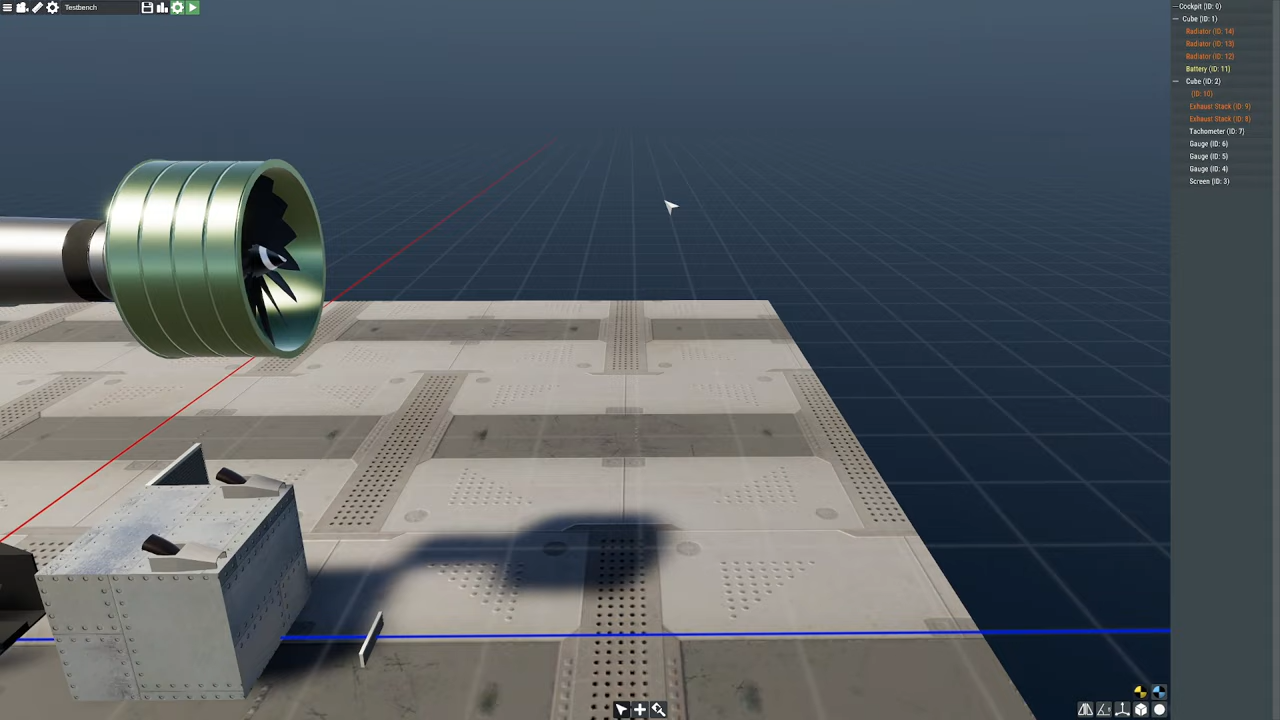 Testbench
Cockpit (ID: 0)
Cube (ID: 1)
Radiator (ID: 14)
Radiator (ID: 13)
Radiator (ID: 12)
Battery (ID: 11)
Cube (ID: 2)
(ID: 10)
Exhaust Stack (ID: 9)
Exhaust Stack (ID: 8)
Tachometer (ID: 7)
Gauge (ID: 6)
Gauge (ID: 5)
Gauge (ID: 4)
Screen (ID: 3)